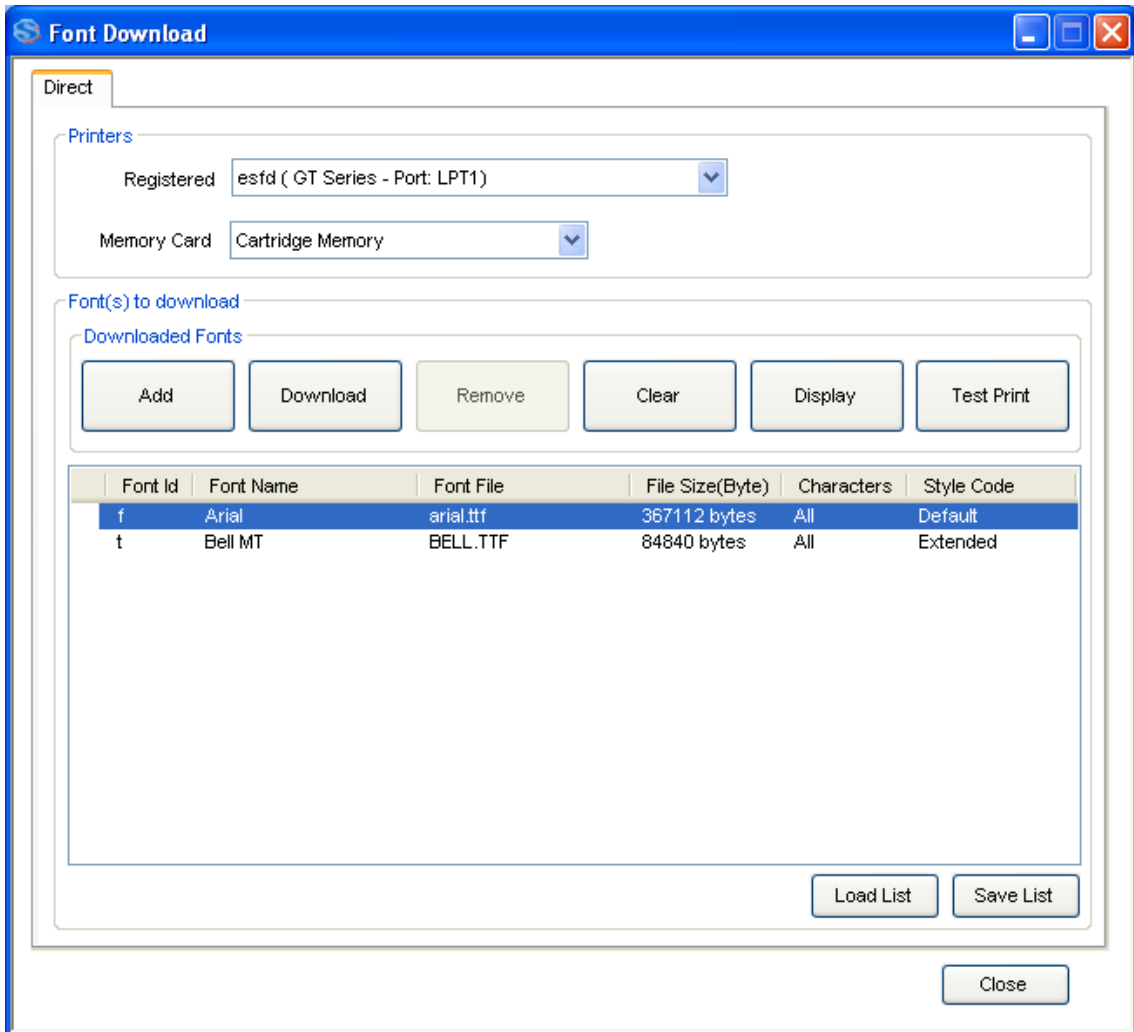 Font Download
Direct
Printers
Registered esfd ( GT Series - Port: LPT1)
Memory Card Cartridge Memory
Font(s) to download
Downloaded Fonts
Add Download Remove Clear Display Test Print
Font Id Font Name Font File File Size(Byte) Characters Style Code
f Arial arial.ttf 367112 bytes All Default
t Bell MT BELL.TTF 84840 bytes All Extended
Load List Save List
Close